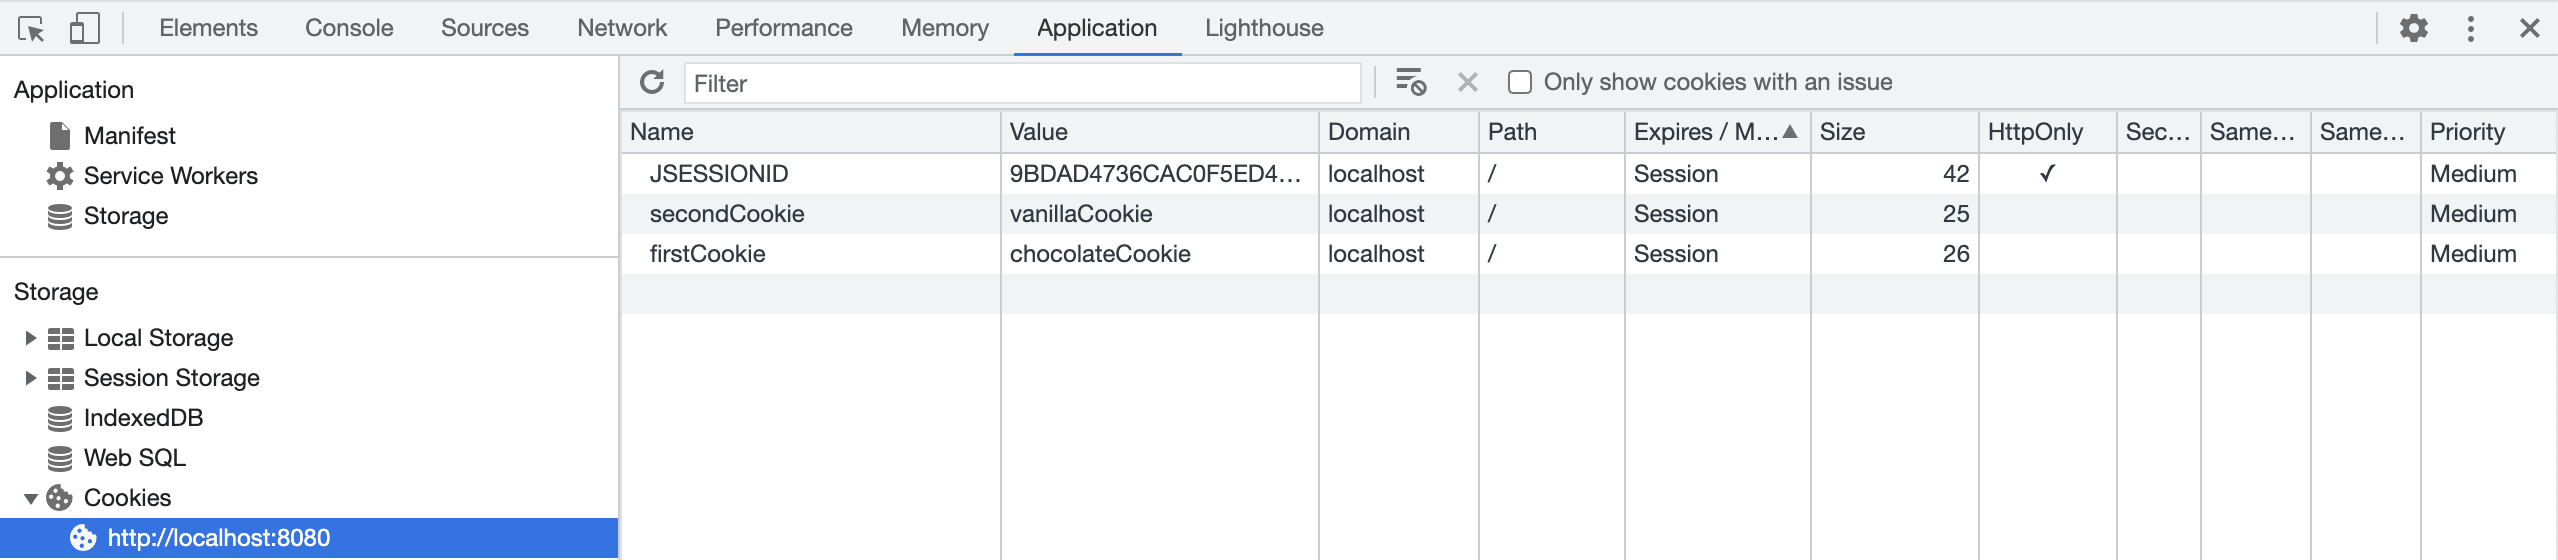 Elements Console Sources Network Performance Memory Application Lighthouse
Application
Manifest
Service Workers
Storage
Storage
Local Storage
Session Storage
IndexedDB
Web SQL
Cookies
http://localhost:8080
Filter Only show cookies with an issue
Name Value Domain Path Expires / M... Size HttpOnly Sec... Same... Same... Priority
JSESSIONID 9BDAD4736CAC0F5ED4... localhost / Session 42 ✓ Medium
secondCookie vanillaCookie localhost / Session 25 Medium
firstCookie chocolateCookie localhost / Session 26 Medium